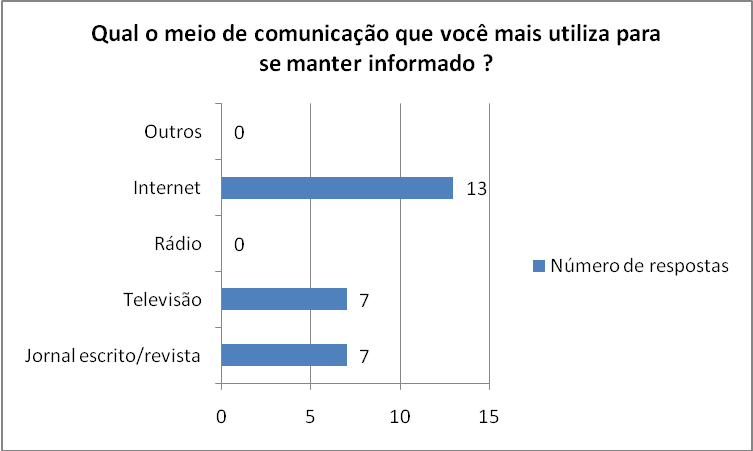 Qual o meio de comunicação que você mais utiliza para
se manter informado ?
Outros 0
Internet 13
Rádio 0
Televisão 7
Jornal escrito/revista 7
0 5 10 15
Número de respostas